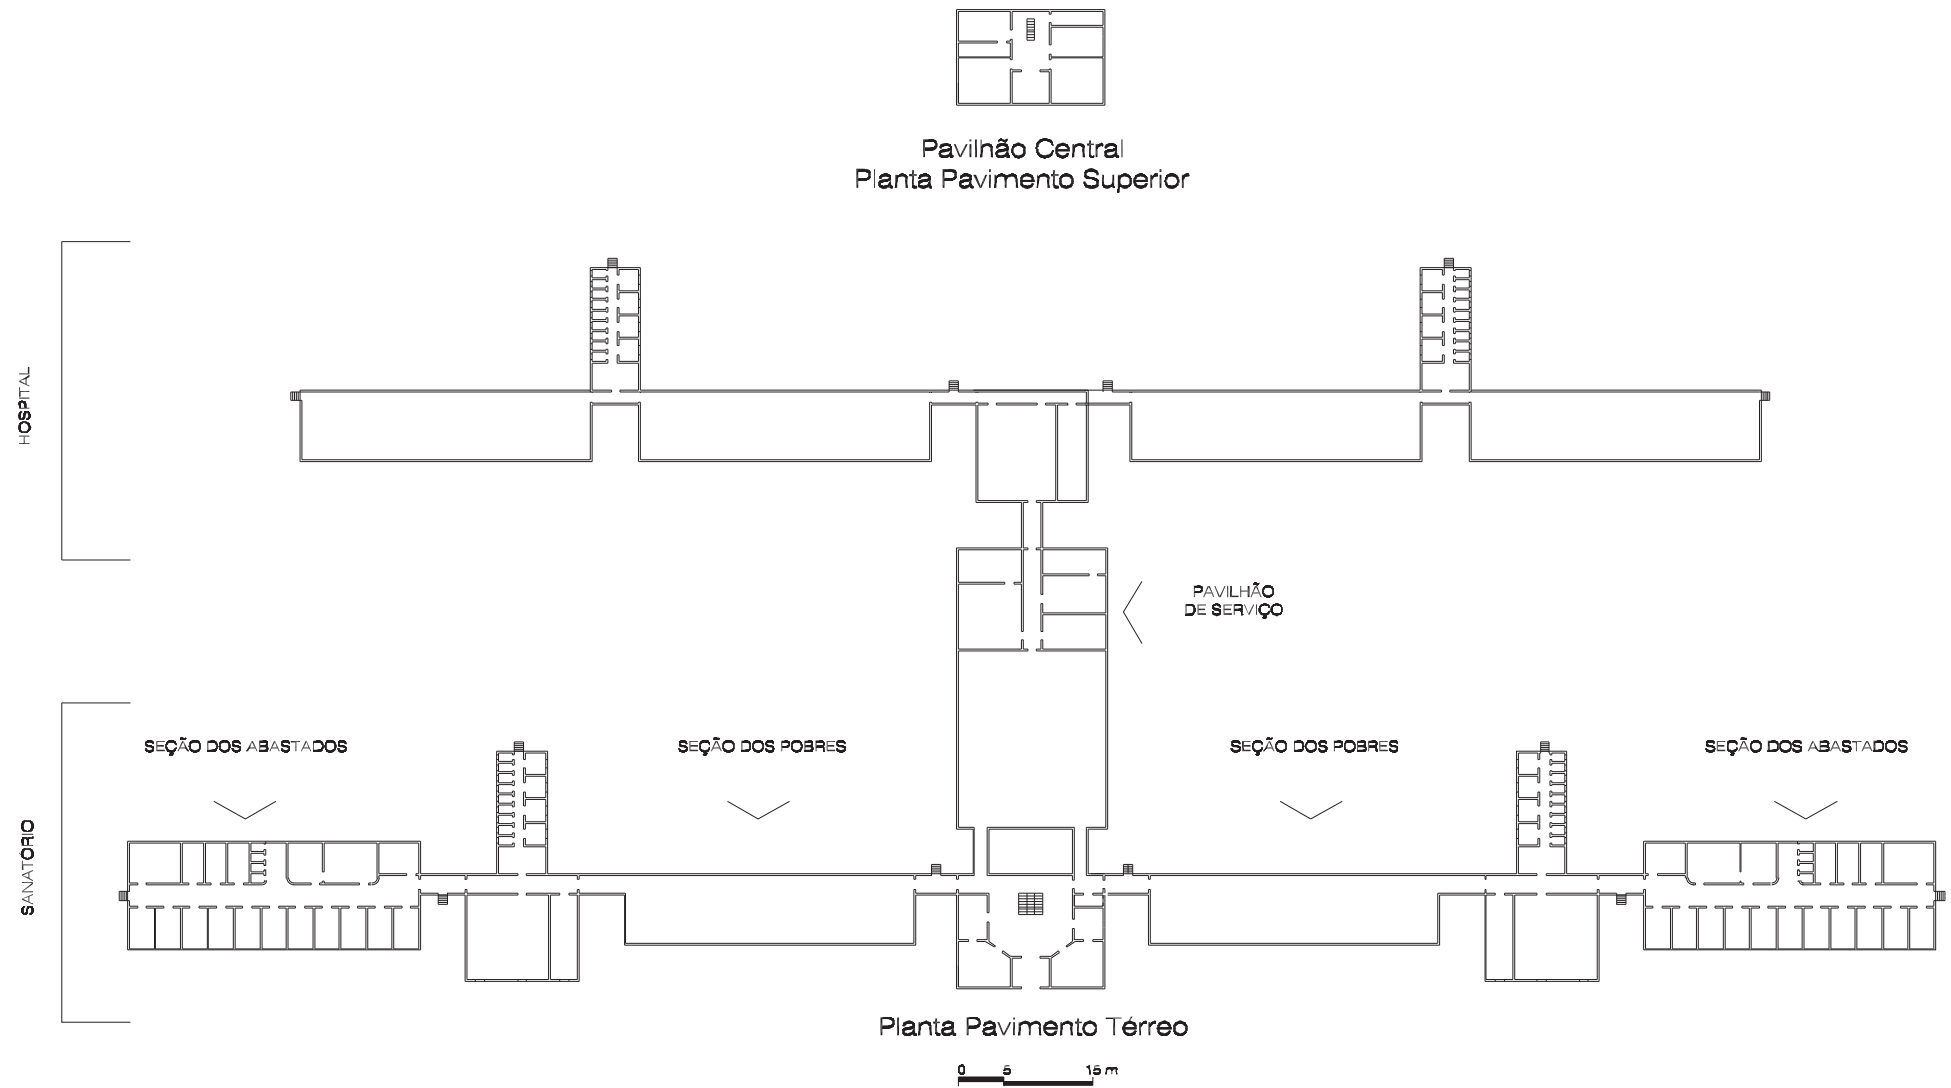 Pavilhão Central
Planta Pavimento Superior
HOSPITAL
PAVILHÃO
DE SERVIÇO
SEÇÃO DOS ABASTADOS
SEÇÃO DOS POBRES
SEÇÃO DOS POBRES
SEÇÃO DOS ABASTADOS
SANATÓRIO
Planta Pavimento Térreo
0 5 15 m